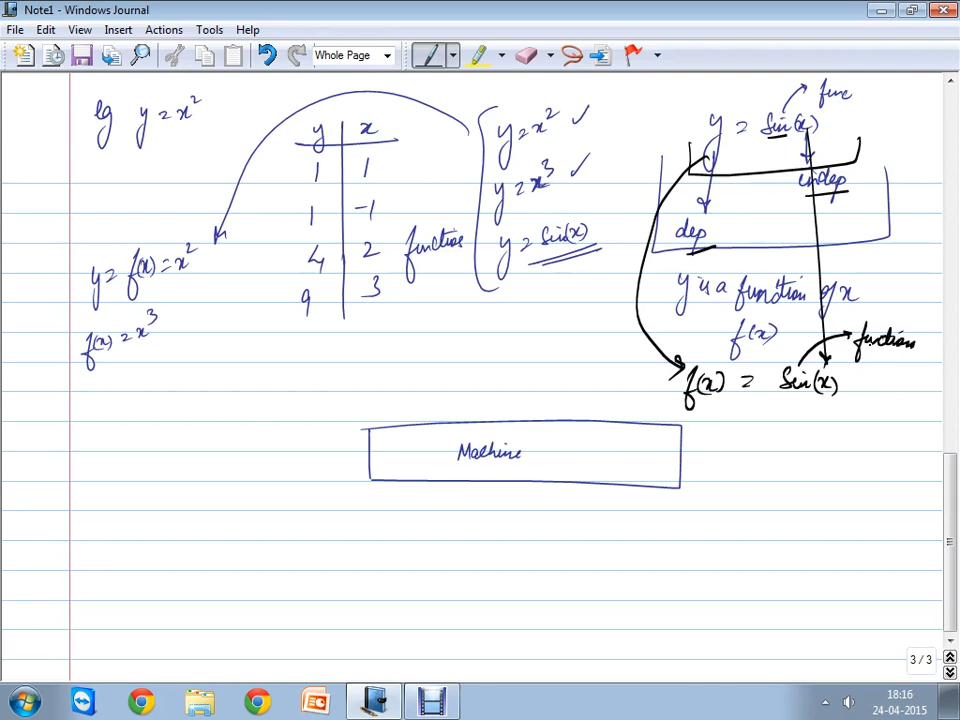 Note1 - Windows Journal
File Edit View Insert Actions Tools Help
Whole Page
eg y = x²
y x
1 1
1 -1
4 2
9 3
y = f(x) = x²
f(x) = x³
function
y = x² ✓
y = x³ ✓
y = sin(x)
func
y = sin(x)
indep
dep
y is a function of x
f(x)
function
f(x) = sin(x)
Machine
3 / 3
18:16
24-04-2015